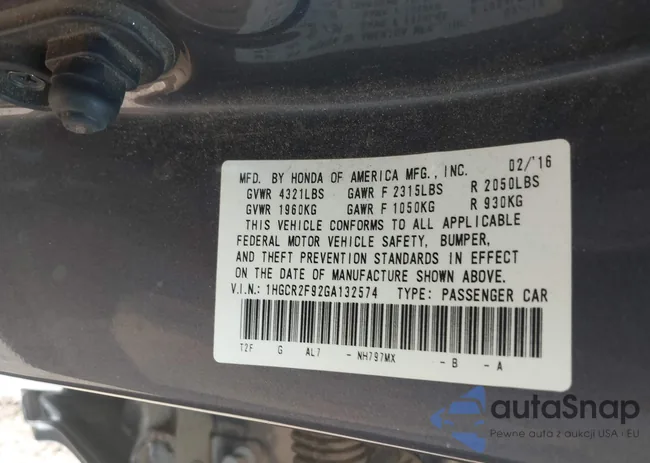 MFD. BY HONDA OF AMERICA MFG., INC. 02/'16
GVWR 4321LBS GAWR F 2315LBS R 2050LBS
GVWR 1960KG GAWR F 1050KG R 930KG
THIS VEHICLE CONFORMS TO ALL APPLICABLE
FEDERAL MOTOR VEHICLE SAFETY, BUMPER,
AND THEFT PREVENTION STANDARDS IN EFFECT
ON THE DATE OF MANUFACTURE SHOWN ABOVE.
V.I.N.: 1HGCR2F92GA132574 TYPE: PASSENGER CAR
T2F G AL7 - NH797MX - B - A
autaSnap
Pewne auta z aukcji USA i EU